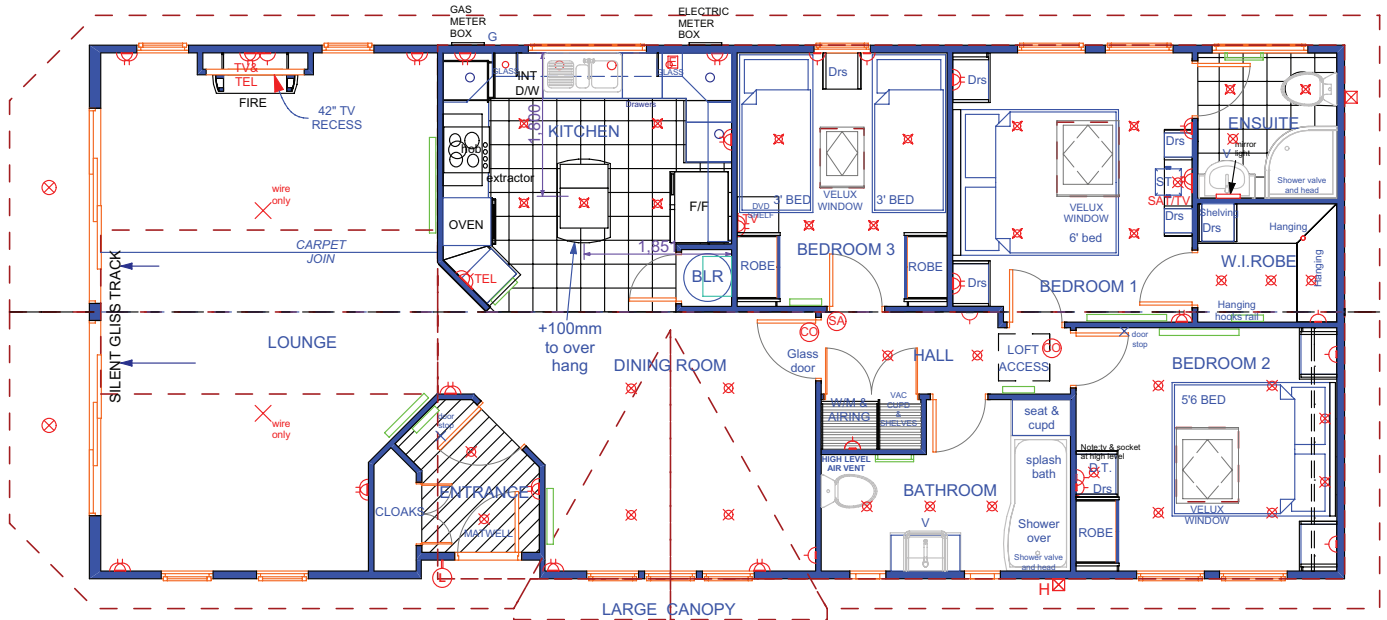 GAS
METER
BOX
G
ELECTRIC
METER
BOX
TV&
TEL
FIRE
42" TV
RECESS
GLASS
INT
D/W
GLASS
Drawers
1.600
KITCHEN
hob
extractor
OVEN
TEL
F/F
1,85
BLR
+100mm
to over
hang
Drs
3' BED
3' BED
VELUX
WINDOW
DVD
SHELF
TV
BEDROOM 3
ROBE
ROBE
Drs
VELUX
WINDOW
6' bed
Drs
ST
SAT/TV
Drs
Drs
BEDROOM 1
ENSUITE
V
mirror
light
Shower valve
and head
Shelving
Drs
Hanging
Hanging
W.I.ROBE
Hanging
hooks rail
wire
only
CARPET
JOIN
SILENT GLISS TRACK
LOUNGE
wire
only
DINING ROOM
CO
SA
Glass
door
HALL
LOFT
ACCESS
CO
door
stop
BEDROOM 2
5'6 BED
VELUX
WINDOW
Note:tv & socket
at high level
D.T.
Drs
ROBE
W/M &
AIRING
VAC
CUPD
&
SHELVES
HIGH LEVEL
AIR VENT
BATHROOM
V
seat &
cupd
splash
bath
Shower
over
Shower valve
and head
door
stop
ENTRANCE
CLOAKS
MATWELL
L
H
LARGE CANOPY